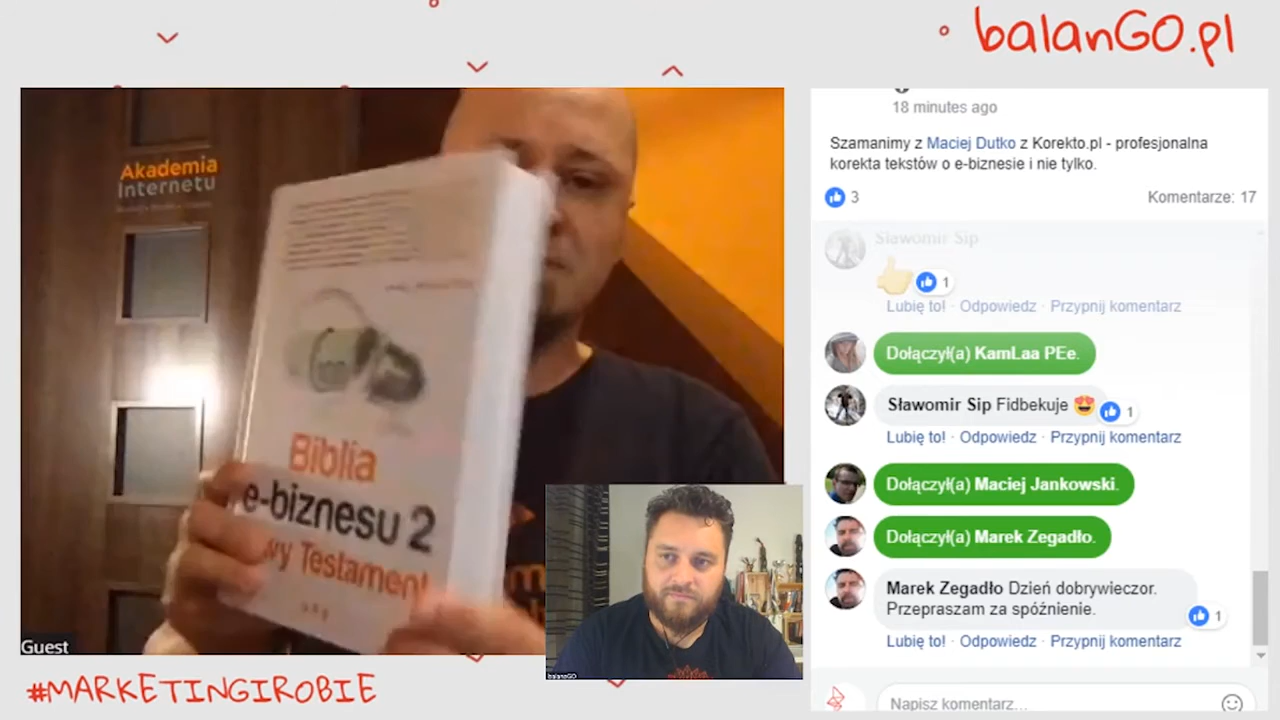 balanGO.pl
Akademia
Internetu
Biblia
e-biznesu 2
Testament
Guest
balanGO
#MARKETINGIROBIE
18 minutes ago
Szamanimy z Maciej Dutko z Korekto.pl - profesjonalna
korekta tekstów o e-biznesie i nie tylko.
3 Komentarze: 17
Sławomir Sip
1
Lubię to! · Odpowiedz · Przypnij komentarz
Dołączył(a) KamLaa PEe.
Sławomir Sip Fidbekuje 1
Lubię to! · Odpowiedz · Przypnij komentarz
Dołączył(a) Maciej Jankowski.
Dołączył(a) Marek Zegadło.
Marek Zegadło Dzień dobrywieczor.
Przepraszam za spóźnienie.
1
Lubię to! · Odpowiedz · Przypnij komentarz
Napisz komentarz...